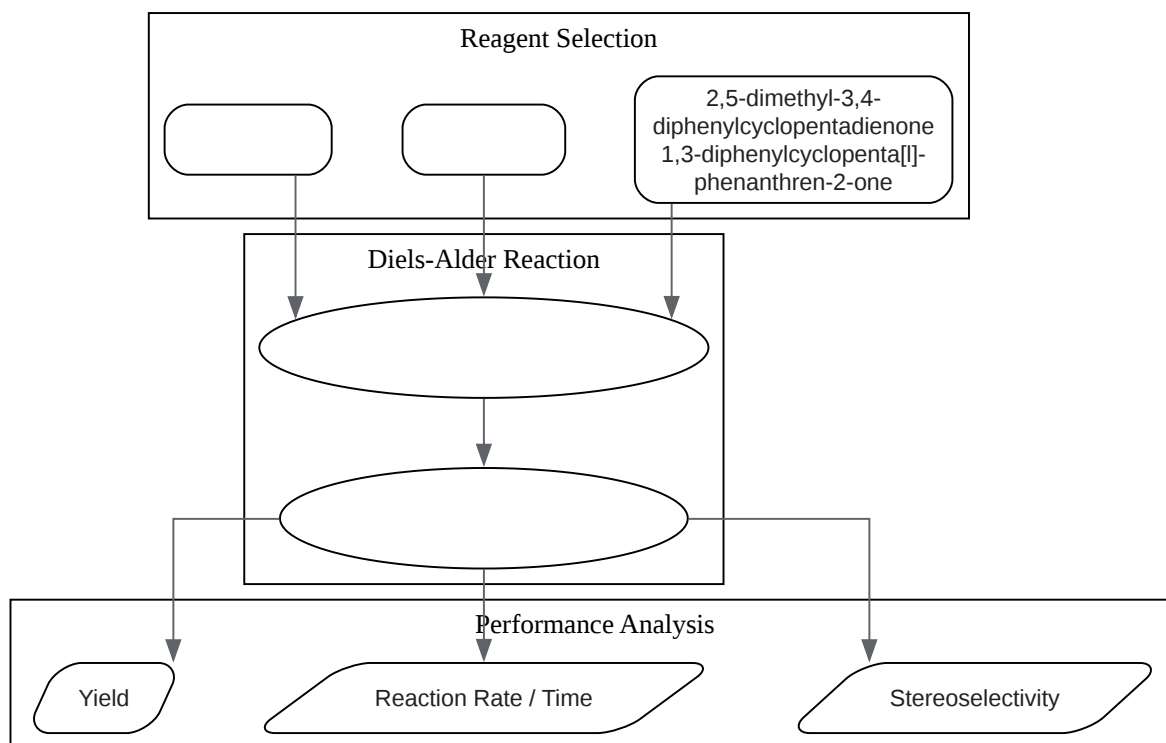 Reagent Selection
2,5-dimethyl-3,4-
diphenylcyclopentadienone
1,3-diphenylcyclopenta[l]-
phenanthren-2-one
Diels-Alder Reaction
Performance Analysis
Yield
Reaction Rate / Time
Stereoselectivity